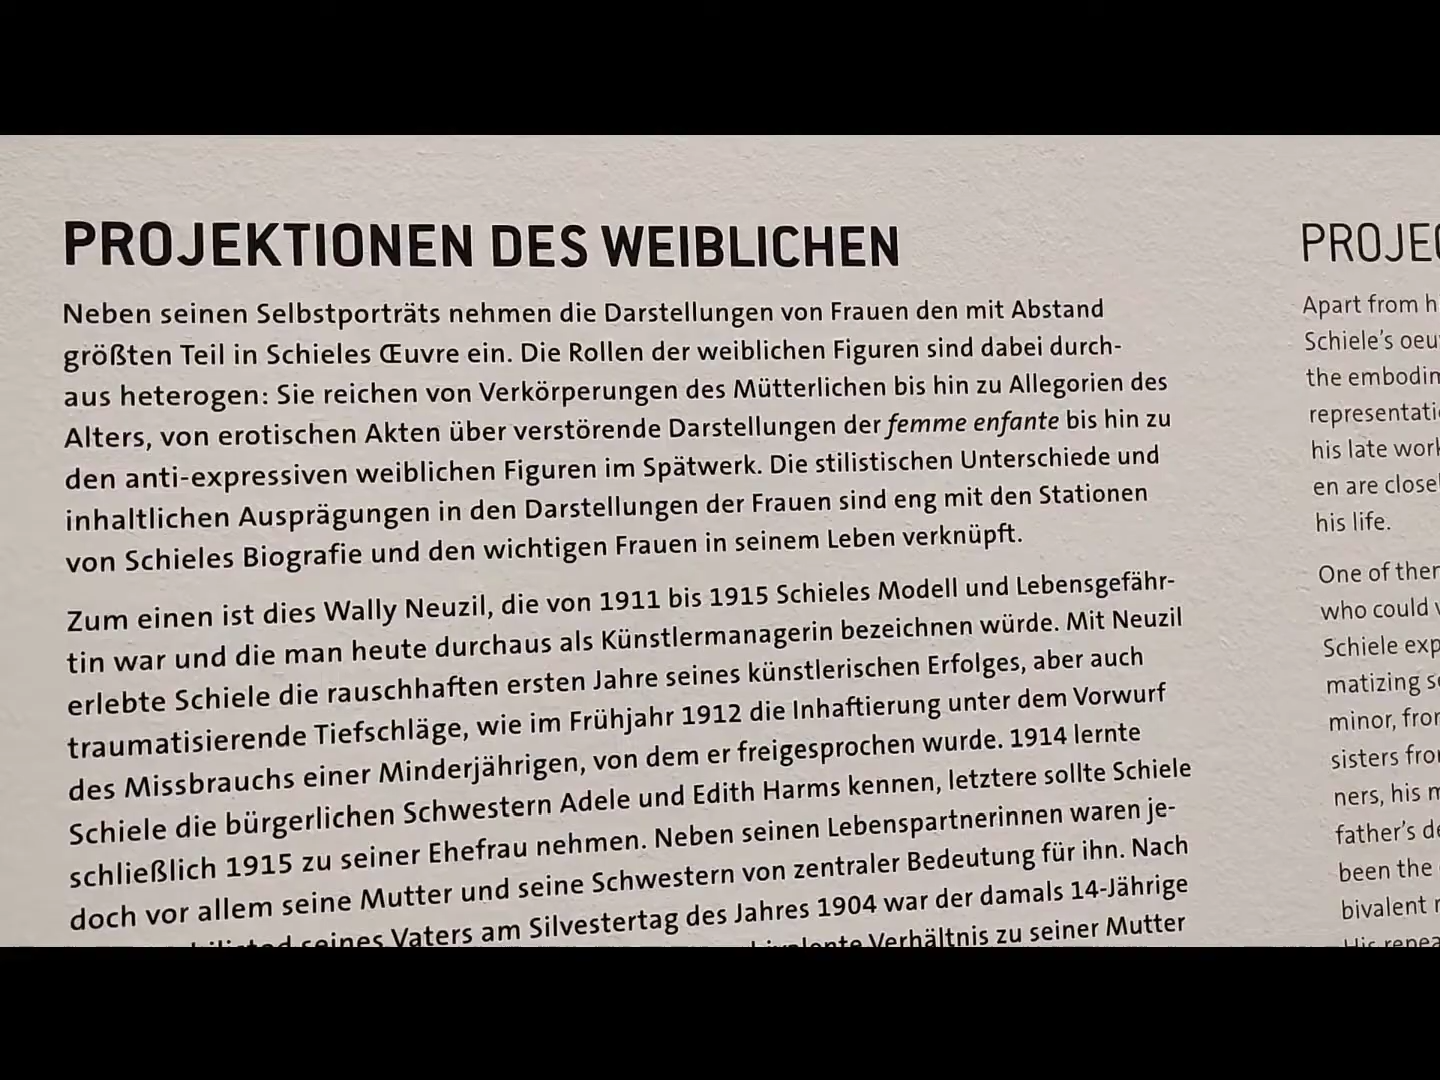 PROJEKTIONEN DES WEIBLICHEN
Neben seinen Selbstporträts nehmen die Darstellungen von Frauen den mit Abstand
größten Teil in Schieles Œuvre ein. Die Rollen der weiblichen Figuren sind dabei durch-
aus heterogen: Sie reichen von Verkörperungen des Mütterlichen bis hin zu Allegorien des
Alters, von erotischen Akten über verstörende Darstellungen der femme enfante bis hin zu
den anti-expressiven weiblichen Figuren im Spätwerk. Die stilistischen Unterschiede und
inhaltlichen Ausprägungen in den Darstellungen der Frauen sind eng mit den Stationen
von Schieles Biografie und den wichtigen Frauen in seinem Leben verknüpft.
Zum einen ist dies Wally Neuzil, die von 1911 bis 1915 Schieles Modell und Lebensgefähr-
tin war und die man heute durchaus als Künstlermanagerin bezeichnen würde. Mit Neuzil
erlebte Schiele die rauschhaften ersten Jahre seines künstlerischen Erfolges, aber auch
traumatisierende Tiefschläge, wie im Frühjahr 1912 die Inhaftierung unter dem Vorwurf
des Missbrauchs einer Minderjährigen, von dem er freigesprochen wurde. 1914 lernte
Schiele die bürgerlichen Schwestern Adele und Edith Harms kennen, letztere sollte Schiele
schließlich 1915 zu seiner Ehefrau nehmen. Neben seinen Lebenspartnerinnen waren je-
doch vor allem seine Mutter und seine Schwestern von zentraler Bedeutung für ihn. Nach
seines Vaters am Silvestertag des Jahres 1904 war der damals 14-Jährige
Verhältnis zu seiner Mutter
PROJEC
Apart from h
Schiele's oeu
the embodim
representati
his late work
en are close
his life.
One of ther
who could
Schiele exp
matizing s
minor, fror
sisters fro
ners, his m
father's de
been the
bivalent
His repea